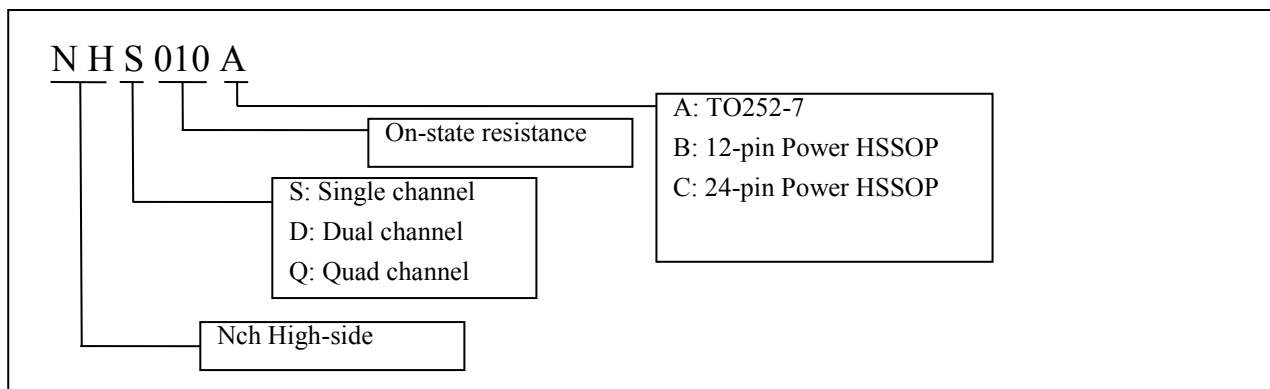 N H S 010 A
A: TO252-7
B: 12-pin Power HSSOP
C: 24-pin Power HSSOP
On-state resistance
S: Single channel
D: Dual channel
Q: Quad channel
Nch High-side